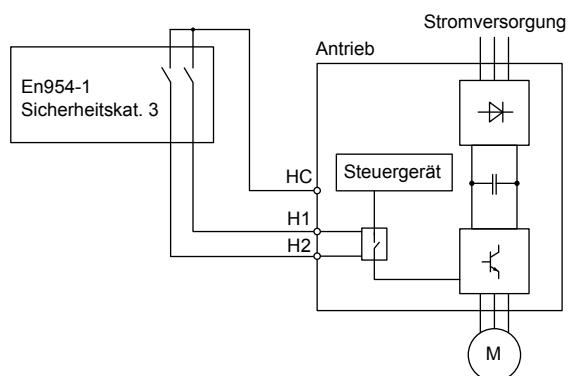 Stromversorgung
Antrieb
En954-1
Sicherheitskat. 3
HC
Steuergerät
H1
H2
M